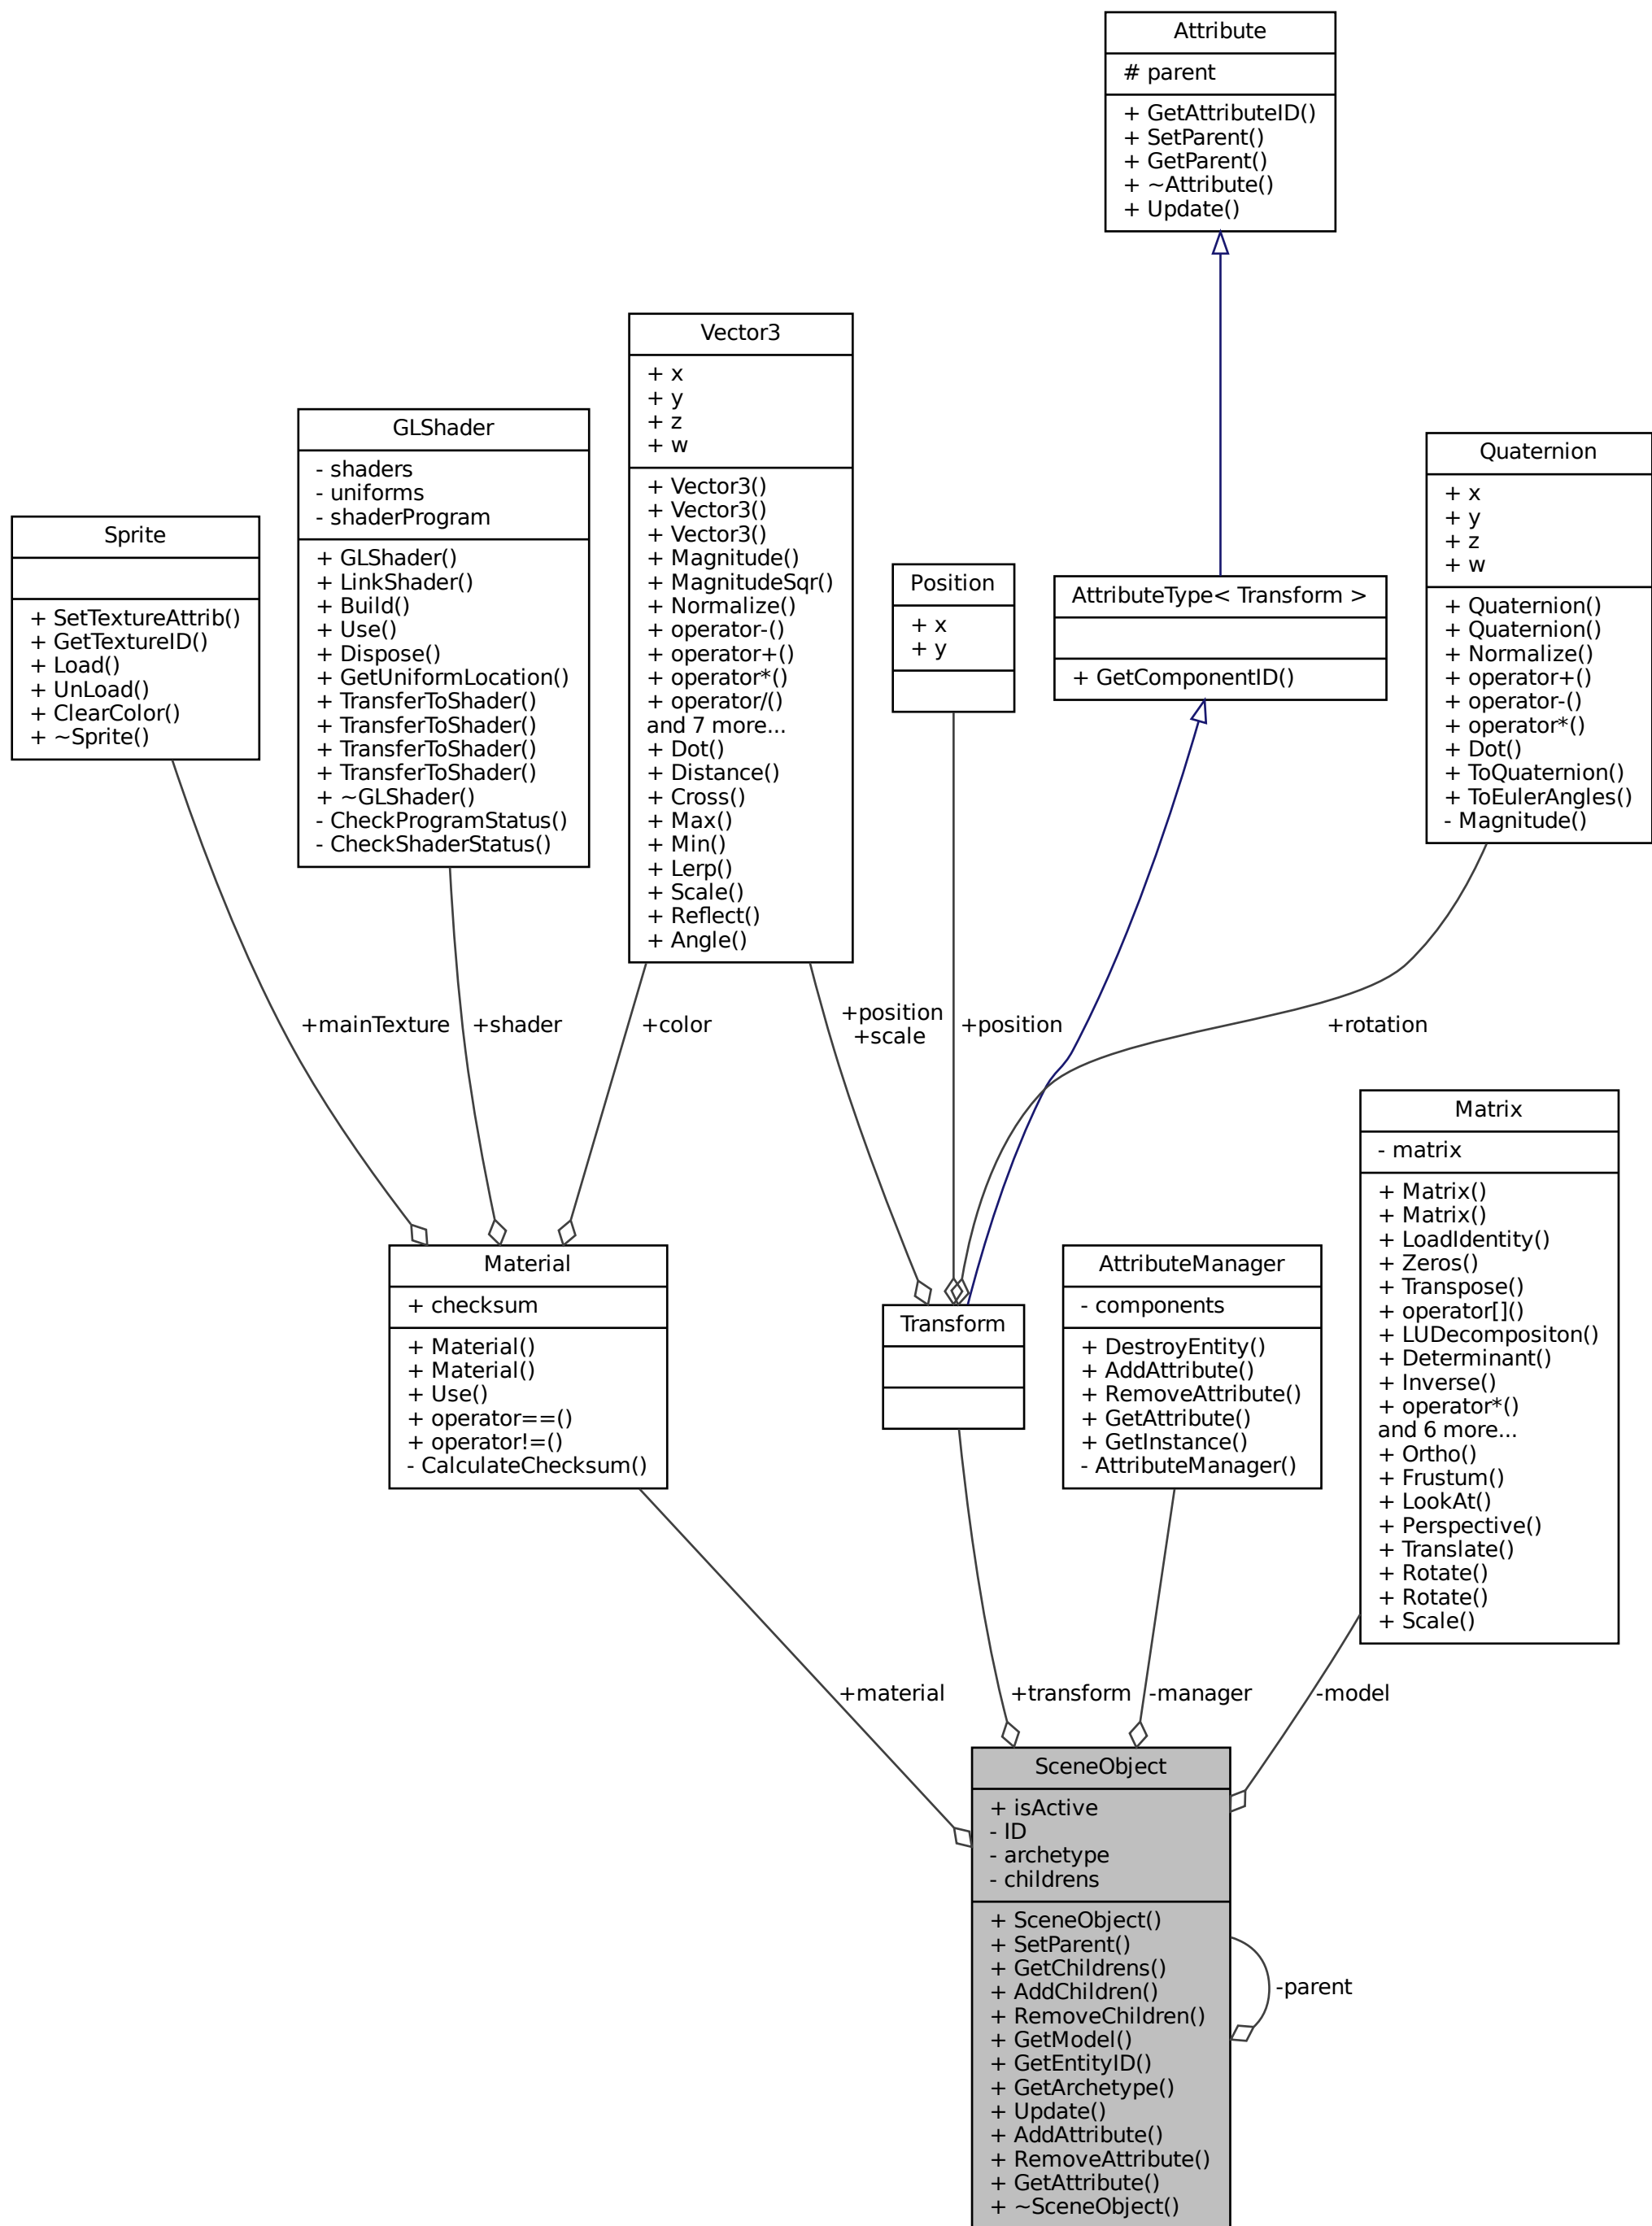 Attribute
# parent
+ GetAttributeID()
+ SetParent()
+ GetParent()
+ ~Attribute()
+ Update()
Vector3
+ x
+ y
+ z
+ w
+ Vector3()
+ Vector3()
+ Vector3()
+ Magnitude()
+ MagnitudeSqr()
+ Normalize()
+ operator-()
+ operator+()
+ operator*()
+ operator/()
and 7 more...
+ Dot()
+ Distance()
+ Cross()
+ Max()
+ Min()
+ Lerp()
+ Scale()
+ Reflect()
+ Angle()
GLShader
- shaders
- uniforms
- shaderProgram
+ GLShader()
+ LinkShader()
+ Build()
+ Use()
+ Dispose()
+ GetUniformLocation()
+ TransferToShader()
+ TransferToShader()
+ TransferToShader()
+ TransferToShader()
+ ~GLShader()
- CheckProgramStatus()
- CheckShaderStatus()
Quaternion
+ x
+ y
+ z
+ w
+ Quaternion()
+ Quaternion()
+ Normalize()
+ operator+()
+ operator-()
+ operator*()
+ Dot()
+ ToQuaternion()
+ ToEulerAngles()
- Magnitude()
Sprite
+ SetTextureAttrib()
+ GetTextureID()
+ Load()
+ UnLoad()
+ ClearColor()
+ ~Sprite()
Position
+ x
+ y
AttributeType< Transform >
+ GetComponentID()
+mainTexture
+shader
+color
+position
+scale
+position
+rotation
Matrix
- matrix
+ Matrix()
+ Matrix()
+ LoadIdentity()
+ Zeros()
+ Transpose()
+ operator[]()
+ LUDecompositon()
+ Determinant()
+ Inverse()
+ operator*()
and 6 more...
+ Ortho()
+ Frustum()
+ LookAt()
+ Perspective()
+ Translate()
+ Rotate()
+ Rotate()
+ Scale()
Material
+ checksum
+ Material()
+ Material()
+ Use()
+ operator==()
+ operator!=()
- CalculateChecksum()
Transform
AttributeManager
- components
+ DestroyEntity()
+ AddAttribute()
+ RemoveAttribute()
+ GetAttribute()
+ GetInstance()
- AttributeManager()
+material
+transform
-manager
-model
SceneObject
+ isActive
- ID
- archetype
- childrens
+ SceneObject()
+ SetParent()
+ GetChildrens()
+ AddChildren()
+ RemoveChildren()
+ GetModel()
+ GetEntityID()
+ GetArchetype()
+ Update()
+ AddAttribute()
+ RemoveAttribute()
+ GetAttribute()
+ ~SceneObject()
-parent